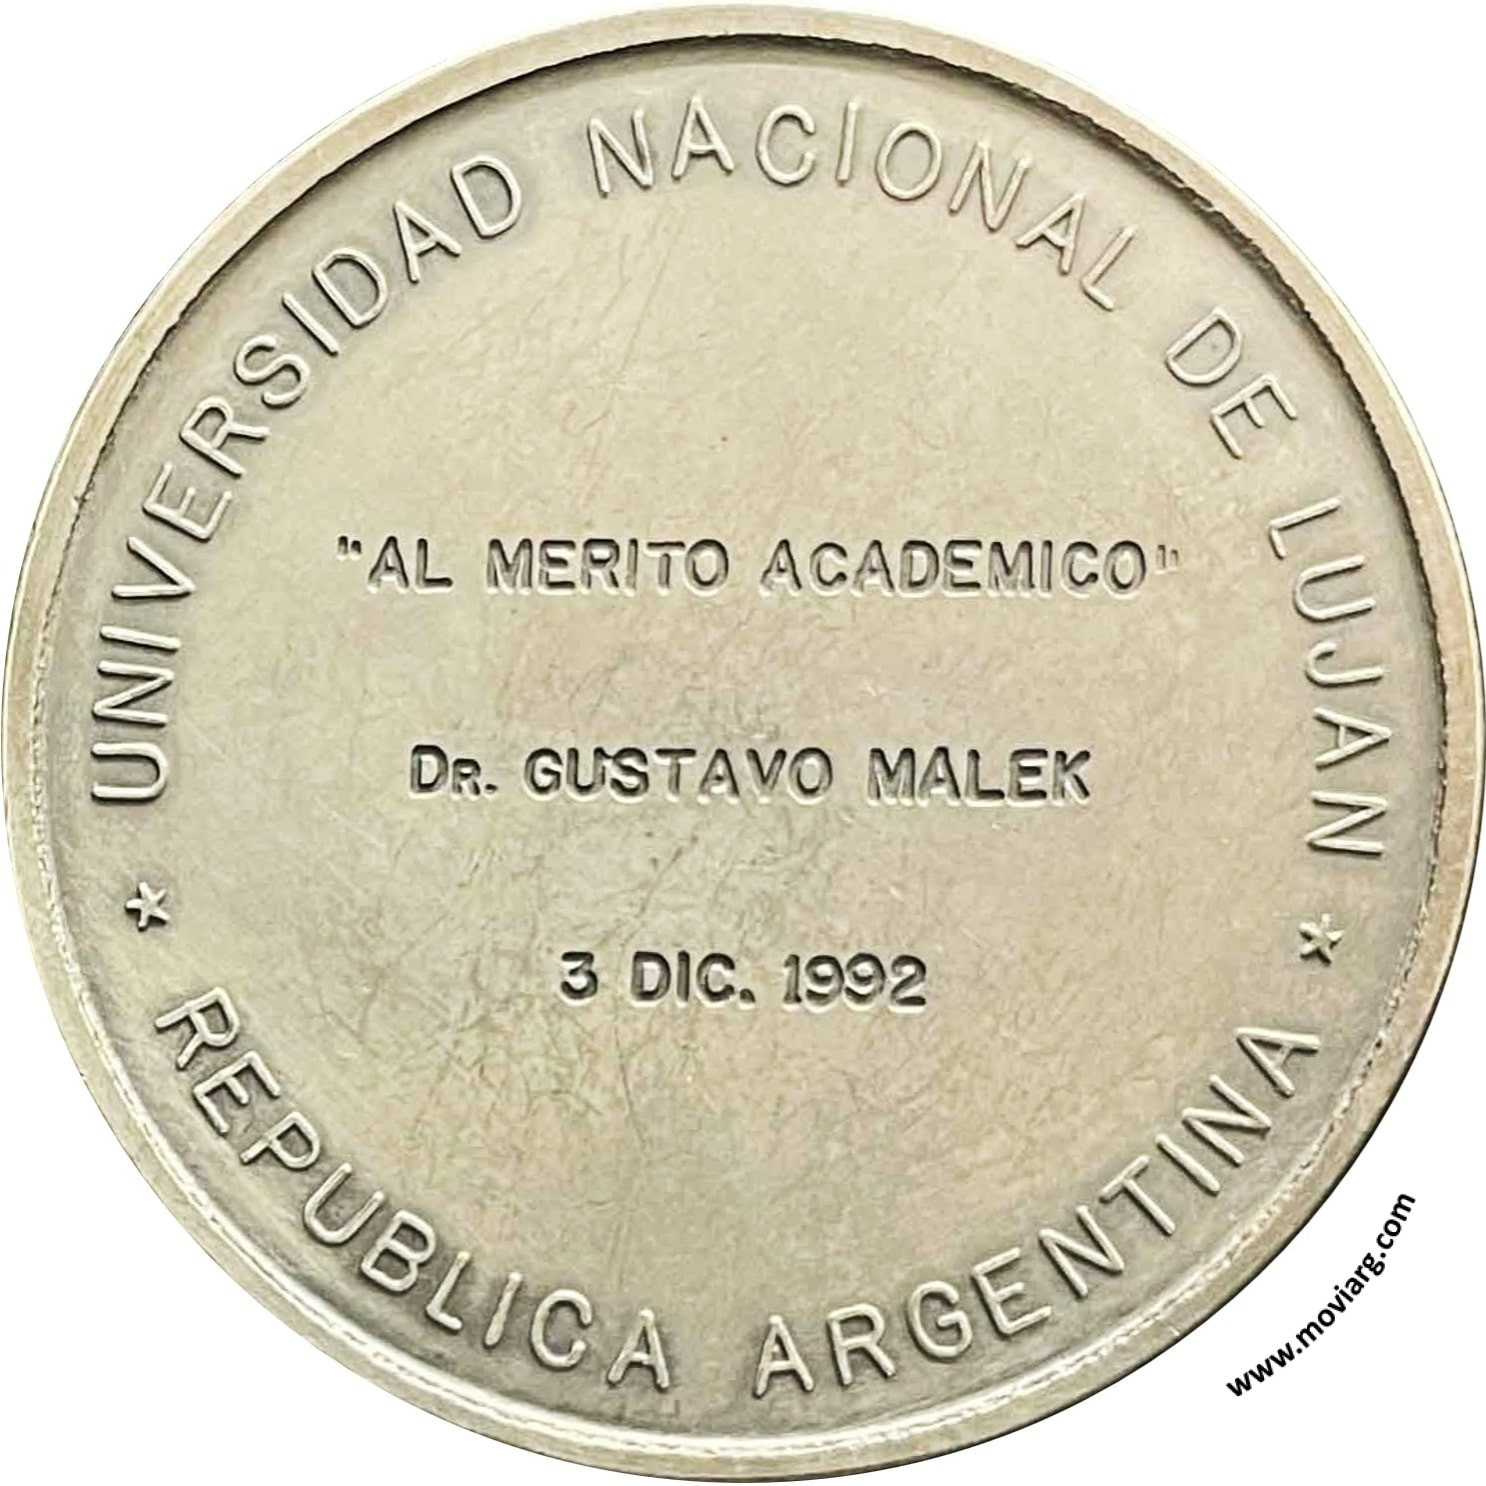 UNIVERSIDAD NACIONAL DE LUJAN
"AL MERITO ACADEMICO"
DR. GUSTAVO MALEK
3 DIC. 1992
REPUBLICA ARGENTINA
www.moviarg.com